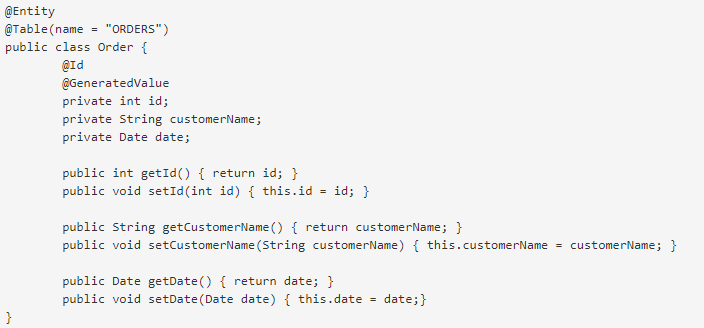 @Entity
@Table(name = "ORDERS")
public class Order {
        @Id
        @GeneratedValue
        private int id;
        private String customerName;
        private Date date;

        public int getId() { return id; }
        public void setId(int id) { this.id = id; }

        public String getCustomerName() { return customerName; }
        public void setCustomerName(String customerName) { this.customerName = customerName; }

        public Date getDate() { return date; }
        public void setDate(Date date) { this.date = date;}
}